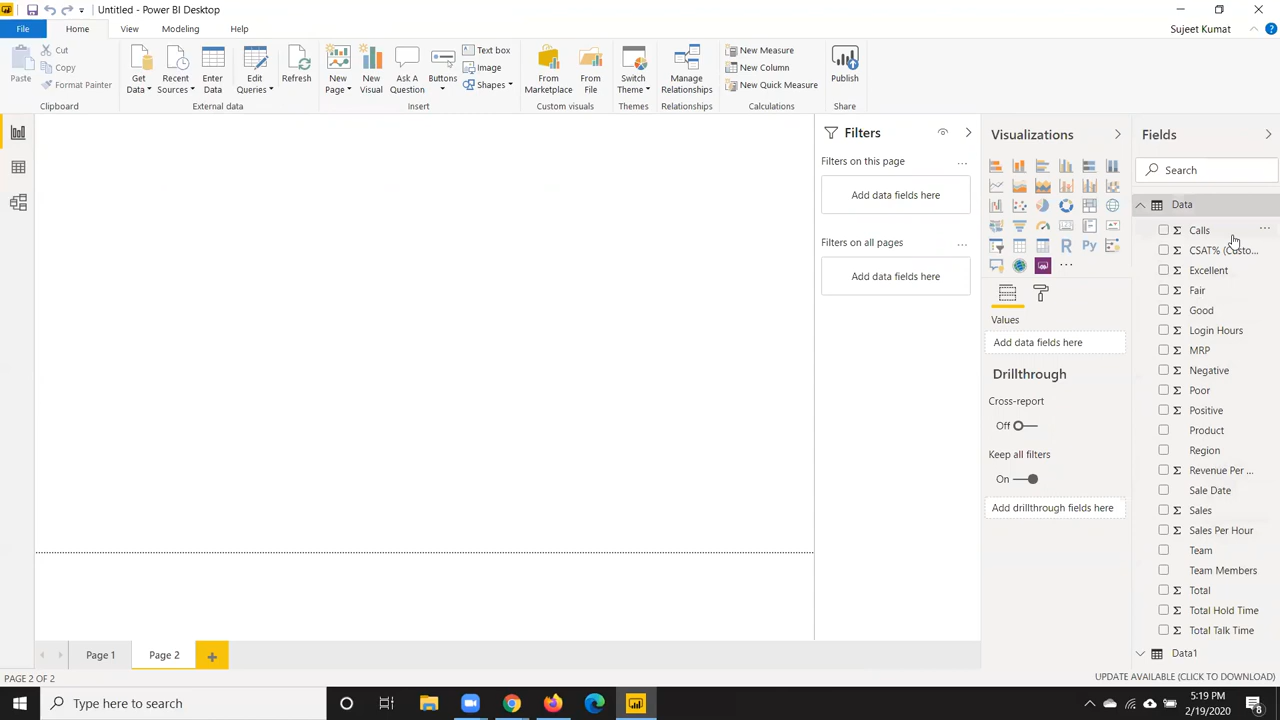 Untitled - Power BI Desktop
File
Home
View
Modeling
Help
Sujeet Kumat
Paste
Cut
Copy
Format Painter
Clipboard
Get Data
Recent Sources
Enter Data
Edit Queries
Refresh
External data
New Page
New Visual
Ask A Question
Buttons
Text box
Image
Shapes
Insert
From Marketplace
From File
Custom visuals
Switch Theme
Themes
Manage Relationships
Relationships
New Measure
New Column
New Quick Measure
Calculations
Publish
Share
Filters
Filters on this page
Add data fields here
Filters on all pages
Add data fields here
Visualizations
R
Py
Values
Add data fields here
Drillthrough
Cross-report
Off
Keep all filters
On
Add drillthrough fields here
Fields
Search
Data
Calls
CSAT% (Custo...
Excellent
Fair
Good
Login Hours
MRP
Negative
Poor
Positive
Product
Region
Revenue Per ...
Sale Date
Sales
Sales Per Hour
Team
Team Members
Total
Total Hold Time
Total Talk Time
Data1
Page 1
Page 2
PAGE 2 OF 2
UPDATE AVAILABLE (CLICK TO DOWNLOAD)
Type here to search
5:19 PM
2/19/2020
8